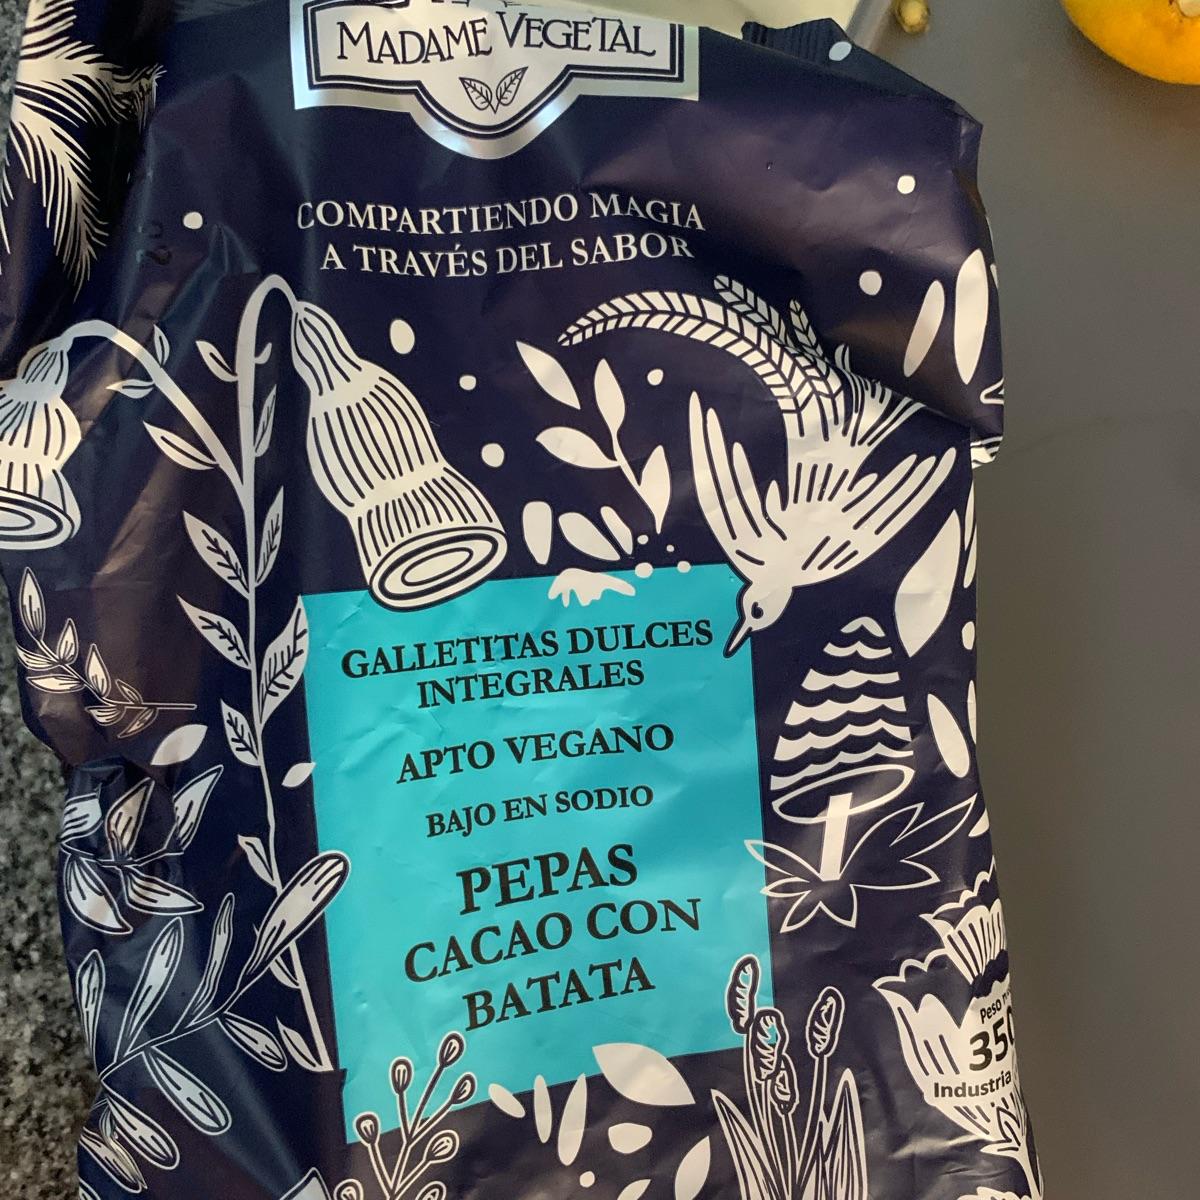 MADAME VEGETAL
COMPARTIENDO MAGIA
A TRAVÉS DEL SABOR
GALLETITAS DULCES
INTEGRALES
APTO VEGANO
BAJO EN SODIO
PEPAS
CACAO CON
BATATA
Peso
350
Industria